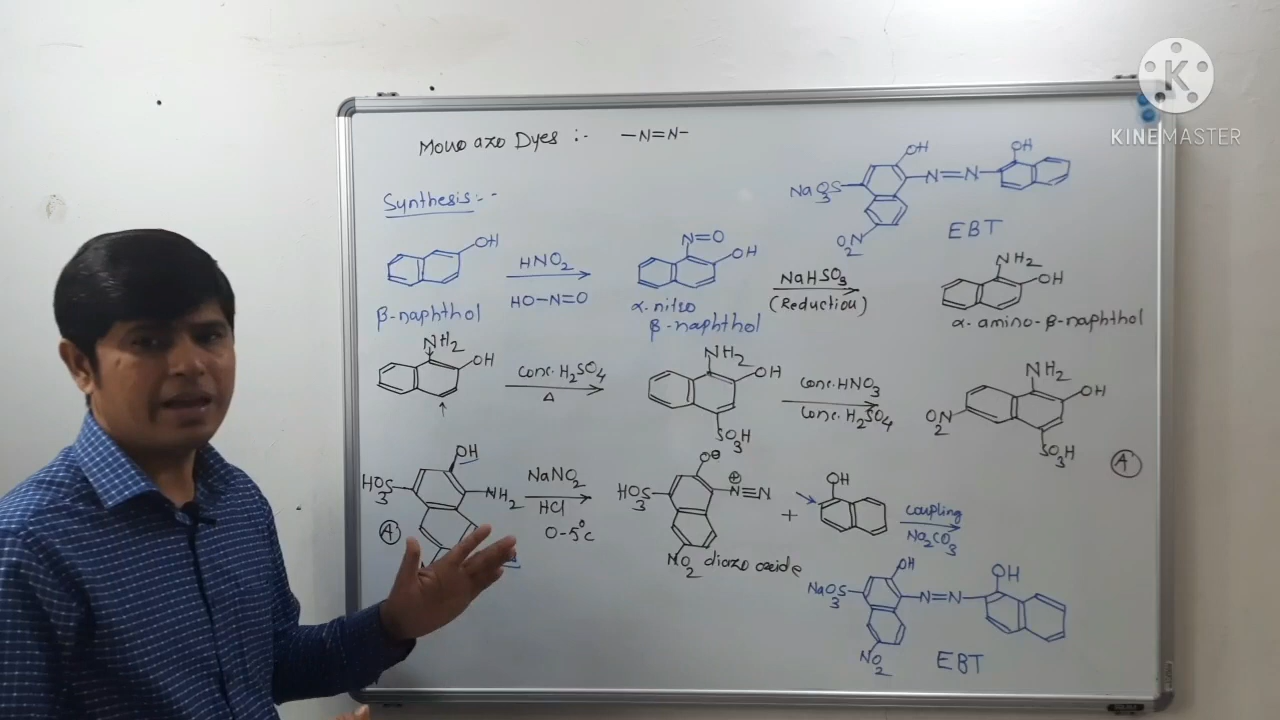 KINEMASTER
Mono azo Dyes :- —N=N—
Synthesis:-
OH
NaO3S OH N=N OH
O2N
EBT
β-naphthol
HNO2
HO-N=O
N=O
OH
α-nitro
β-naphthol
NaHSO3
(Reduction)
NH2
OH
α-amino-β-naphthol
NH2
OH
Conc. H2SO4
Δ
NH2
OH
SO3H
Conc. HNO3
Conc. H2SO4
NH2
OH
O2N
SO3H
A
HO3S OH NH2
A
NaNO2
HCl
0-5°C
HO3S O⊖ ⊕ N≡N
NO2 diazo oxide
+
OH
coupling
Na2CO3
NaO3S OH N=N OH
NO2
EBT